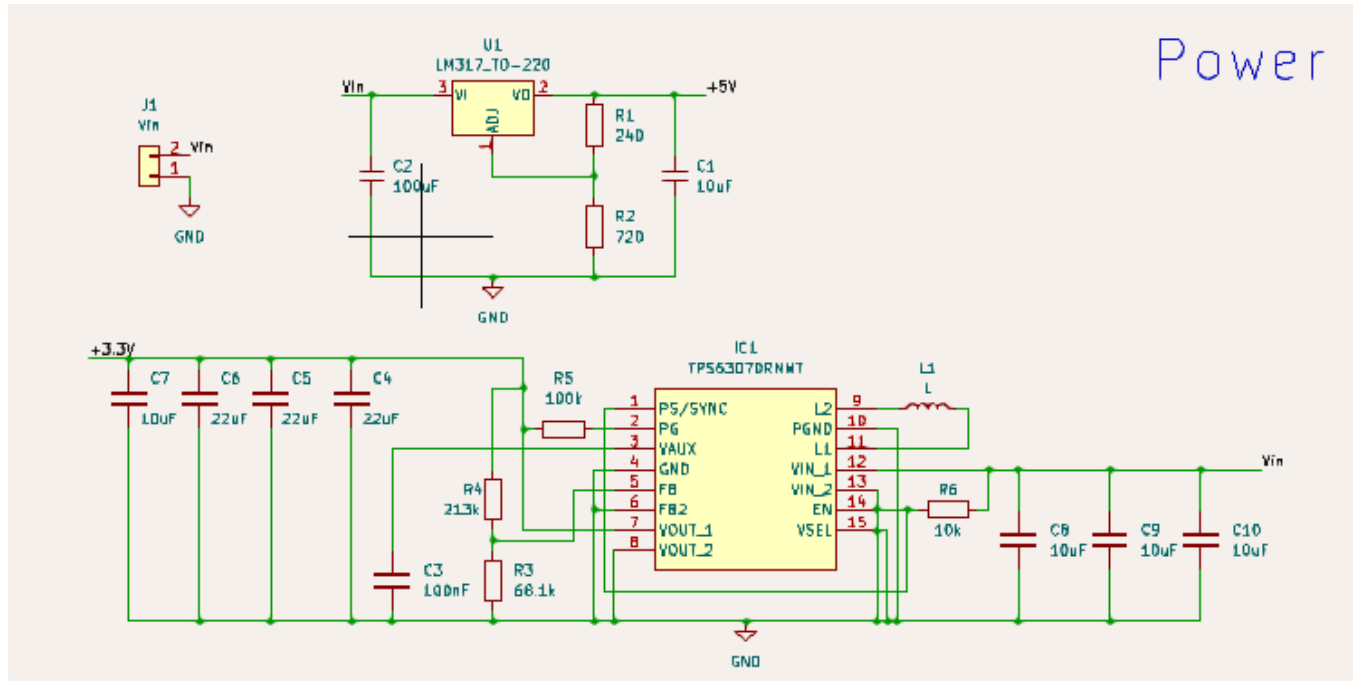 Power
U1
LM317_TO-220
Vin
3
VI
VO
2
+5V
ADJ
1
J1
Vin
2
Vin
1
GND
R1
240
C2
100uF
C1
10uF
R2
720
GND
+3.3V
C7
10uF
C6
22uF
C5
22uF
C4
22uF
R5
100k
IC1
TPS6307DRNMT
L1
L
1
PS/SYNC
L2
9
2
PG
PGND
10
3
VAUX
L1
11
4
GND
VIN_1
12
Vin
5
FB
VIN_2
13
6
FB2
EN
14
7
VOUT_1
VSEL
15
8
VOUT_2
R4
213k
R6
10k
C3
100nF
R3
68.1k
C8
10uF
C9
10uF
C10
10uF
GND